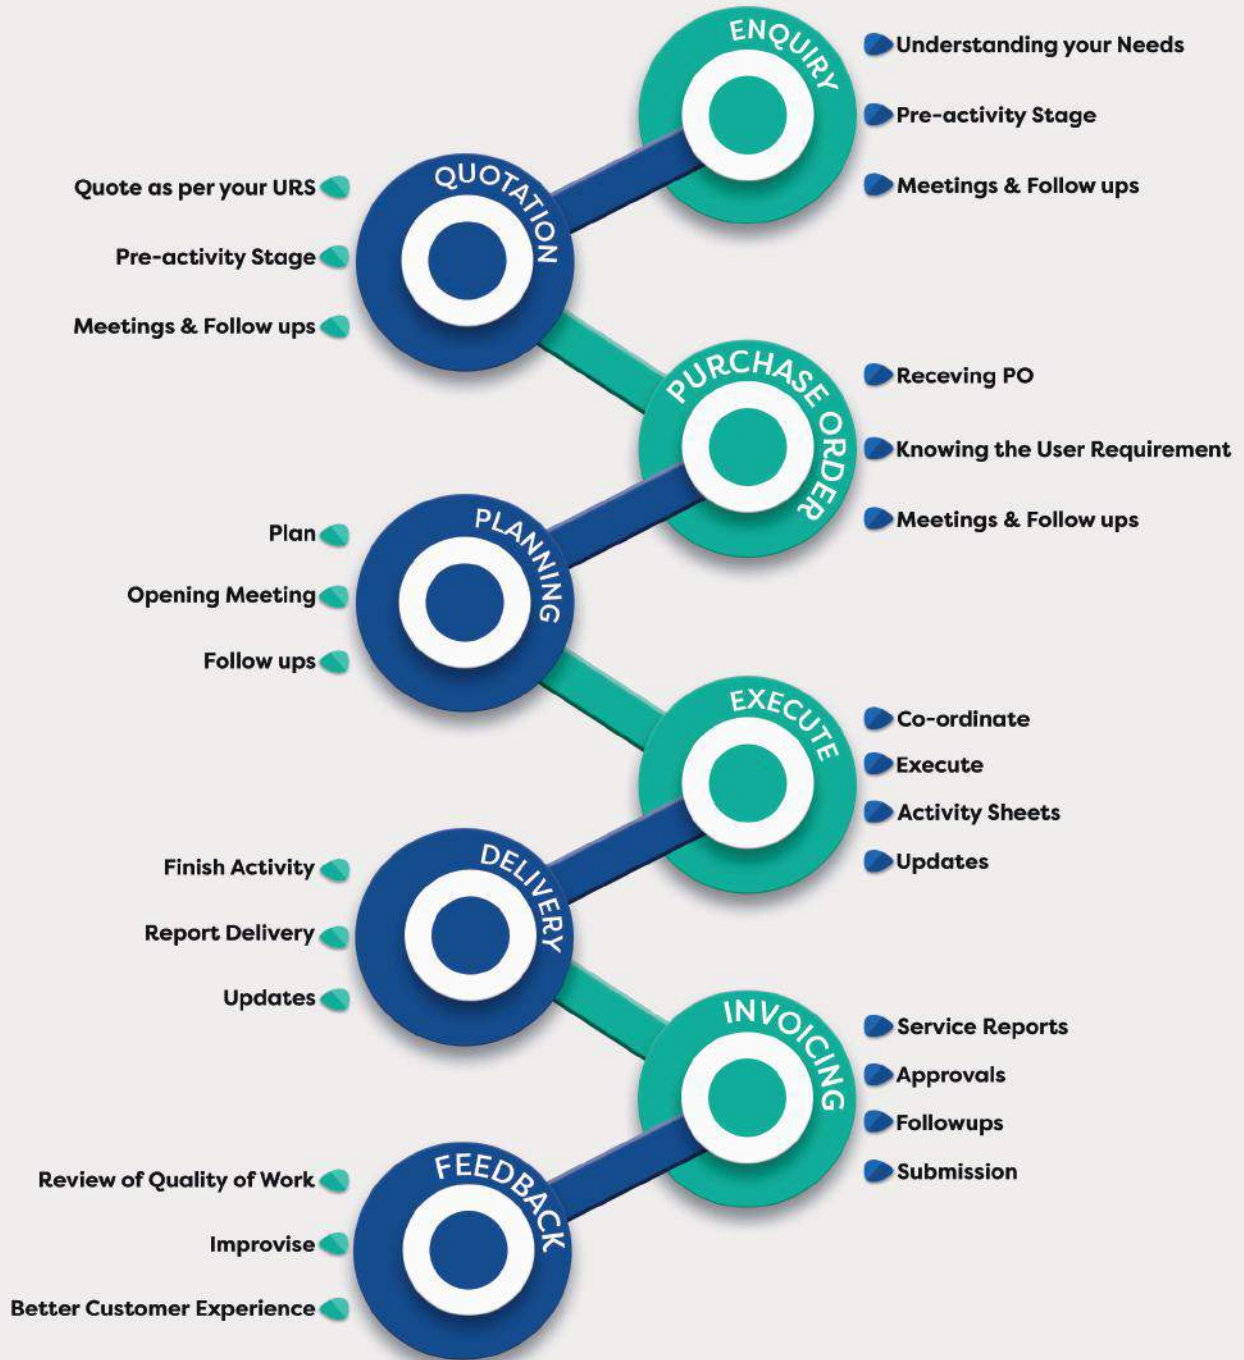 ENQUIRY
Understanding your Needs
Pre-activity Stage
Meetings & Follow ups
QUOTATION
Quote as per your URS
Pre-activity Stage
Meetings & Follow ups
PURCHASE ORDER
Receving PO
Knowing the User Requirement
Meetings & Follow ups
PLANNING
Plan
Opening Meeting
Follow ups
EXECUTE
Co-ordinate
Execute
Activity Sheets
Updates
DELIVERY
Finish Activity
Report Delivery
Updates
INVOICING
Service Reports
Approvals
Followups
Submission
FEEDBACK
Review of Quality of Work
Improvise
Better Customer Experience